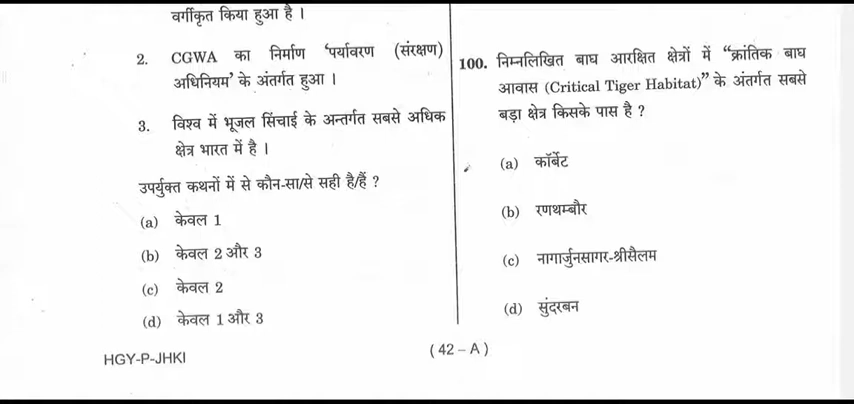 वर्गीकृत किया हुआ है ।
2. CGWA का निर्माण ‘पर्यावरण (संरक्षण)
अधिनियम’ के अंतर्गत हुआ ।
3. विश्व में भूजल सिंचाई के अन्तर्गत सबसे अधिक
क्षेत्र भारत में है ।
उपर्युक्त कथनों में से कौन-सा/से सही है/हैं ?
(a) केवल 1
(b) केवल 2 और 3
(c) केवल 2
(d) केवल 1 और 3
HGY-P-JHKI
100. निम्नलिखित बाघ आरक्षित क्षेत्रों में “क्रांतिक बाघ
आवास (Critical Tiger Habitat)” के अंतर्गत सबसे
बड़ा क्षेत्र किसके पास है ?
(a) कॉर्बेट
(b) रणथम्बौर
(c) नागार्जुनसागर-श्रीसैलम
(d) सुंदरबन
( 42 – A )